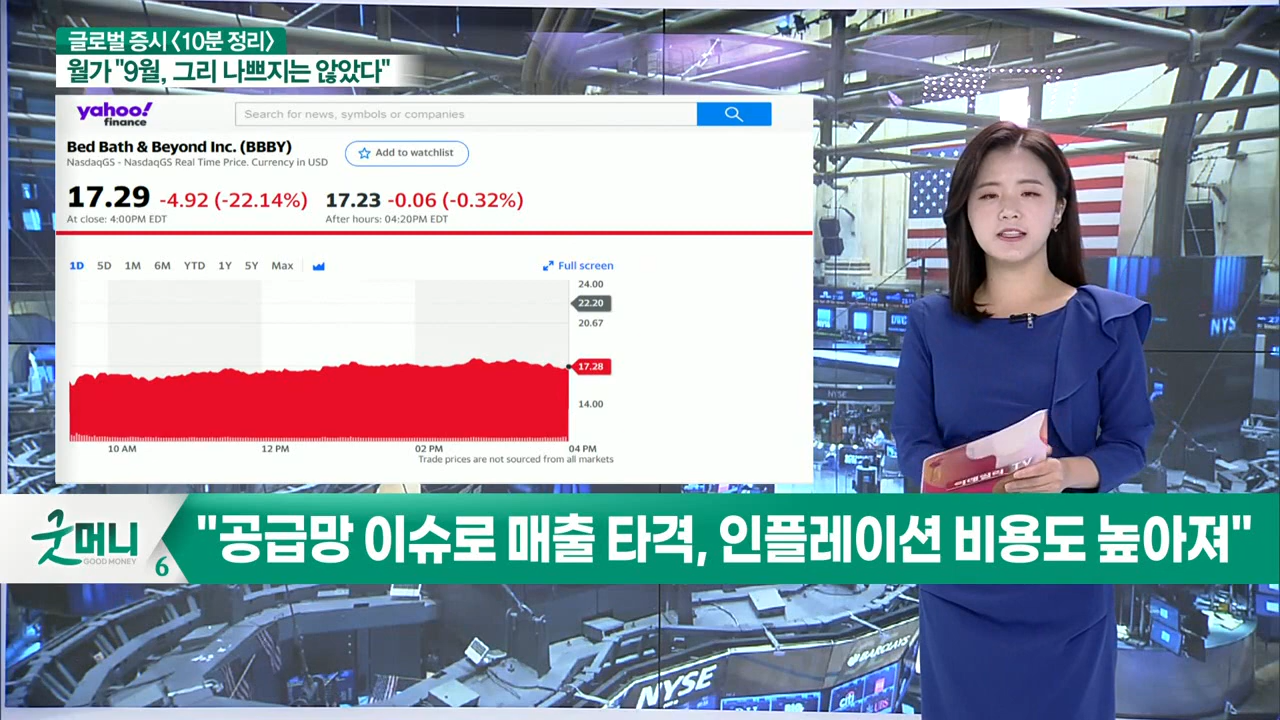 글로벌 증시 <10분 정리>
월가 "9월, 그리 나쁘지는 않았다"
yahoo!
finance
Search for news, symbols or companies
Bed Bath & Beyond Inc. (BBBY)
NasdaqGS - NasdaqGS Real Time Price. Currency in USD
Add to watchlist
17.29 -4.92 (-22.14%) 17.23 -0.06 (-0.32%)
At close: 4:00PM EDT After hours: 04:20PM EDT
1D 5D 1M 6M YTD 1Y 5Y Max Full screen
24.00
22.20
20.67
17.28
14.00
10 AM 12 PM 02 PM 04 PM
Trade prices are not sourced from all markets
NYS
NYSE
굿머니
GOOD MONEY
6
"공급망 이슈로 매출 타격, 인플레이션 비용도 높아져"
NYSE
BARCLAYS
citi
UBS